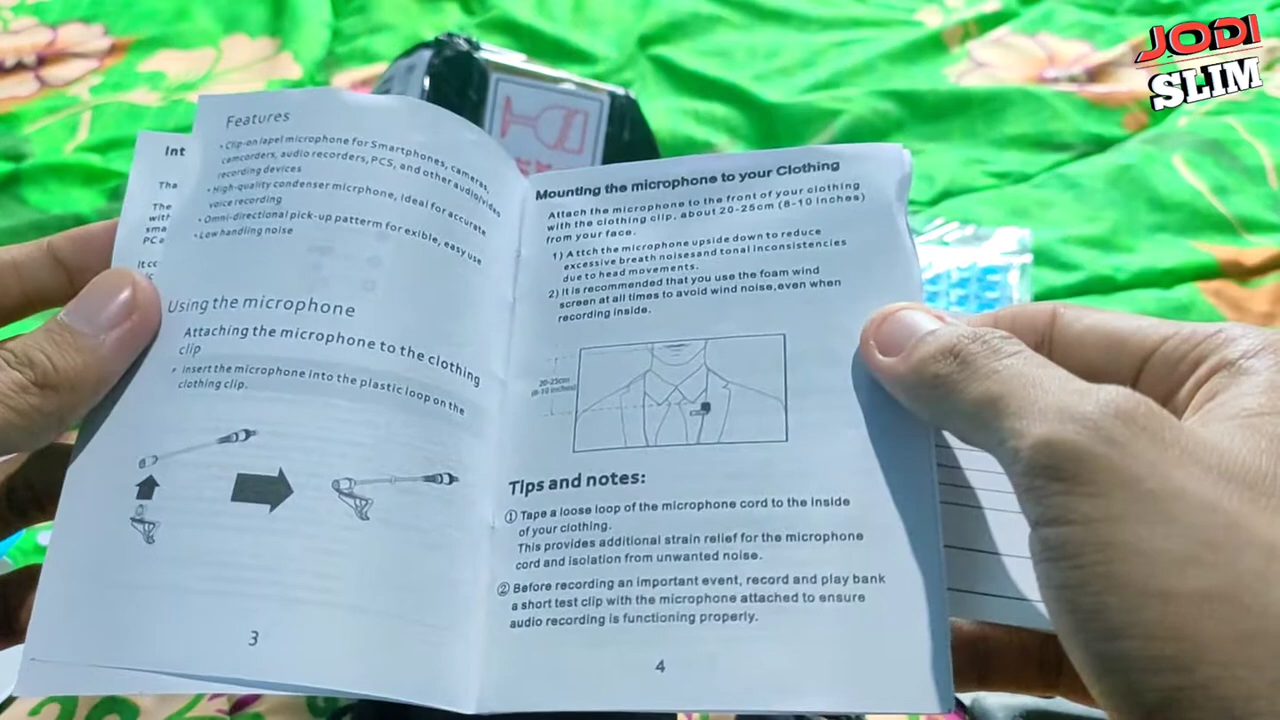 JODI
SLIM
Int
Tha
The
with
sma
PC a
It cc
Features
• Clip-on lapel microphone for Smartphones, cameras,
camcorders, audio recorders, PCS, and other audio/video
recording devices
• High-quality condenser micrphone, Ideal for accurate
voice recording
• Omni-directional pick-up patterm for exible, easy use
• Low handling noise
Using the microphone
Attaching the microphone to the clothing
clip
Insert the microphone into the plastic loop on the
clothing clip.
3
Mounting the microphone to your Clothing
Attach the microphone to the front of your clothing
with the clothing clip, about 20-25cm (8-10 Inches)
from your face.
1) Attch the microphone upside down to reduce
excessive breath noisesand tonal inconsistencies
due to head movements.
2) It is recommended that you use the foam wind
screen at all times to avoid wind noise,even when
recording inside.
20-25cm
(8-10 inches)
Tips and notes:
① Tape a loose loop of the microphone cord to the inside
of your clothing.
This provides additional strain relief for the microphone
cord and isolation from unwanted noise.
② Before recording an important event, record and play bank
a short test clip with the microphone attached to ensure
audio recording is functioning properly.
4